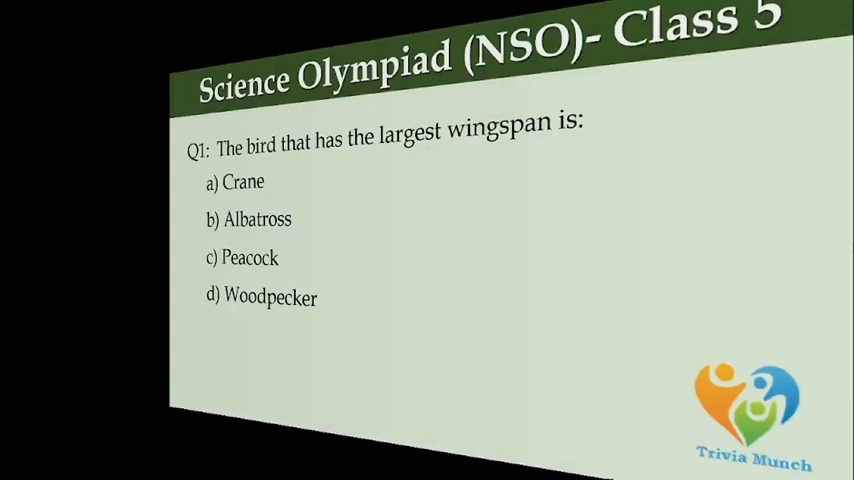 Science Olympiad (NSO)- Class 5
Q1: The bird that has the largest wingspan is:
a) Crane
b) Albatross
c) Peacock
d) Woodpecker
Trivia Munch